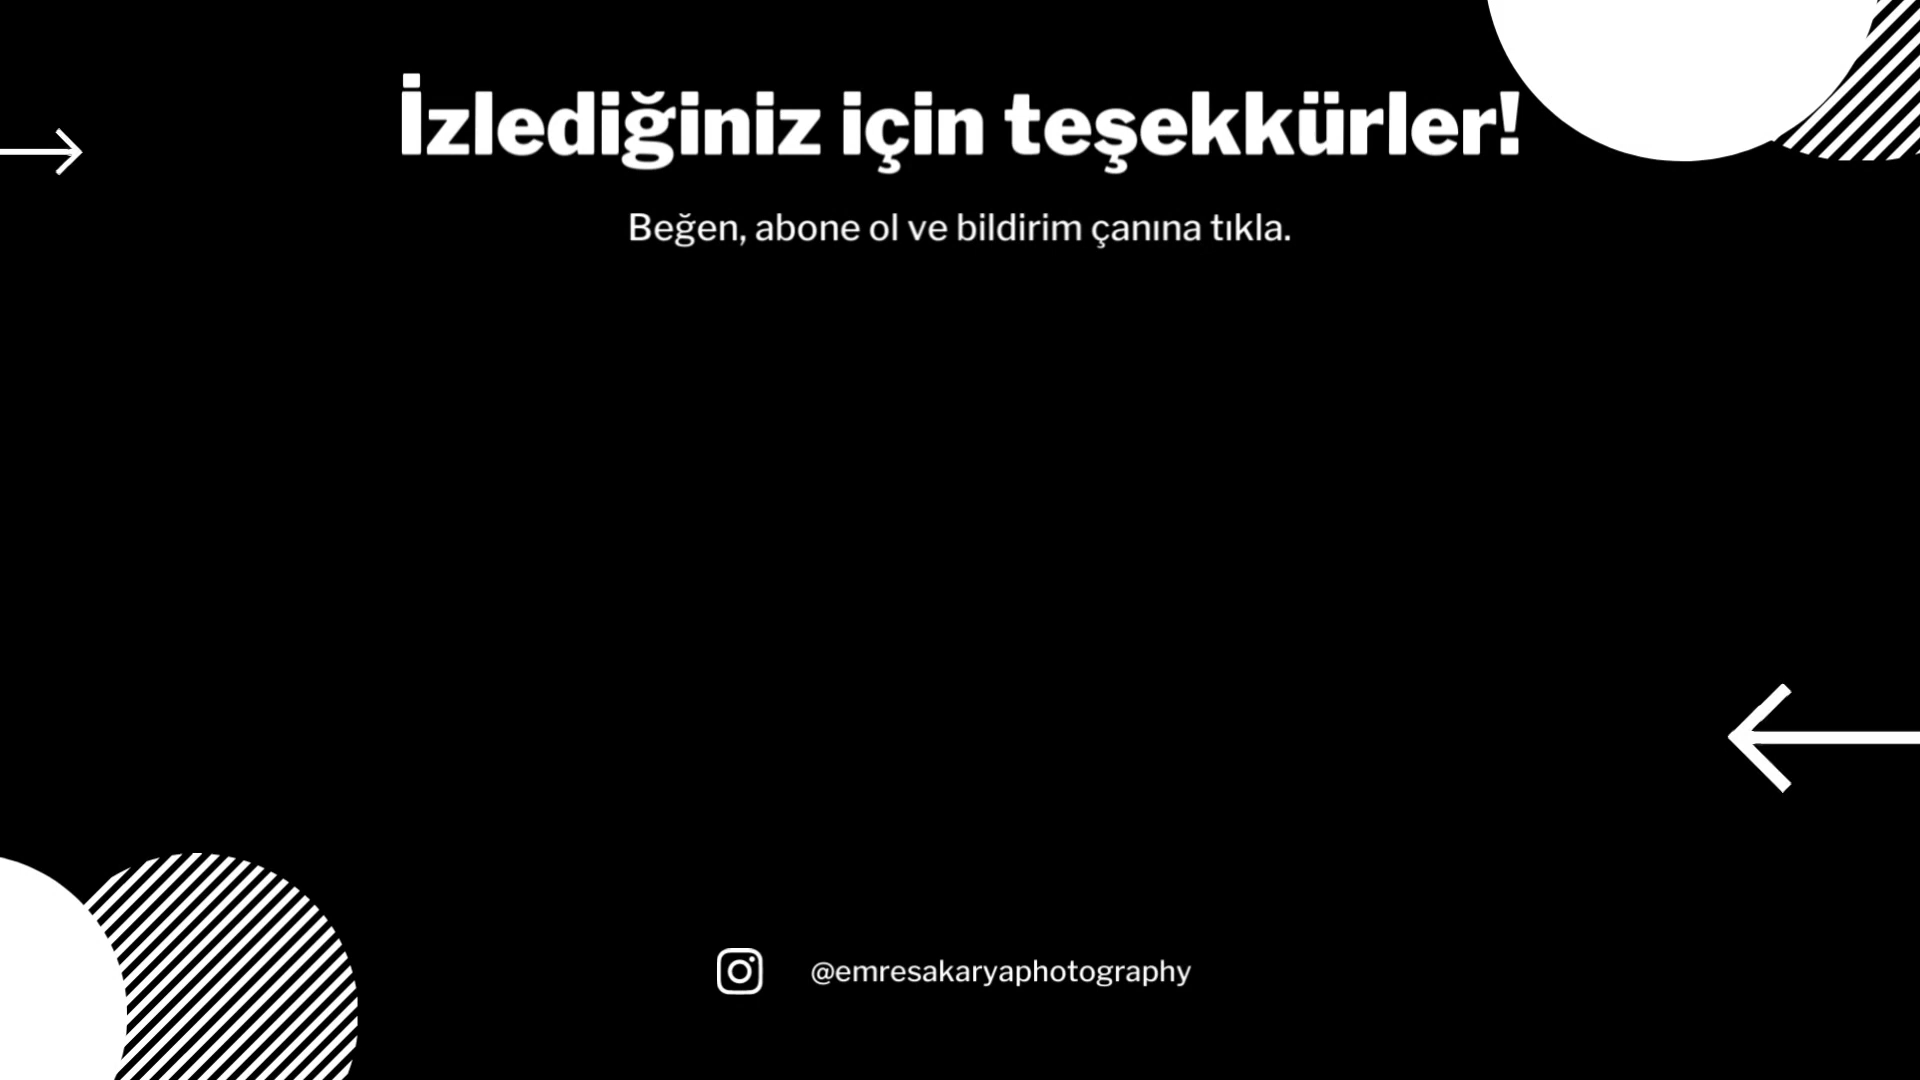 İzlediğiniz için teşekkürler!
Beğen, abone ol ve bildirim çanına tıkla.
@emresakaryaphotography